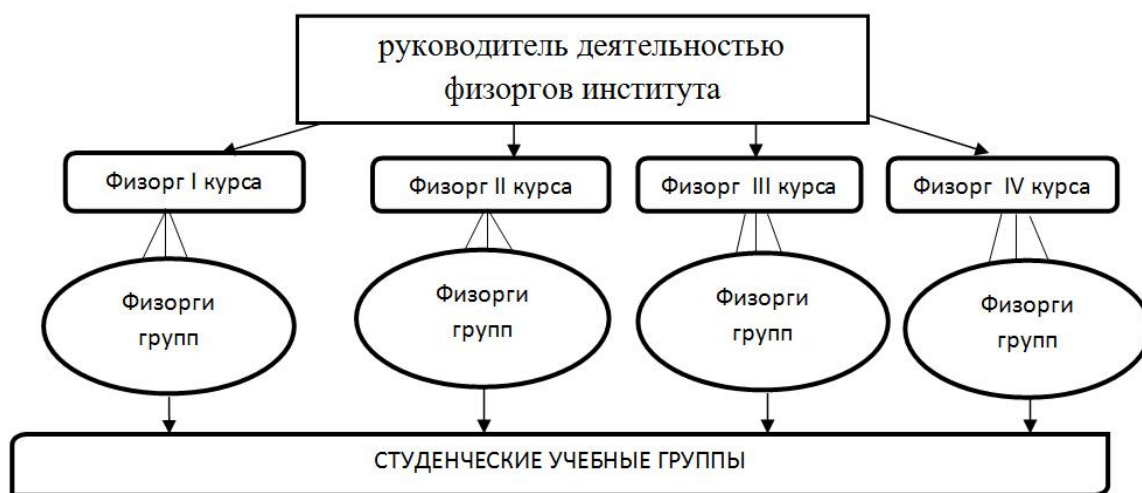 руководитель деятельностью
физоргов института
Физорг I курса
Физорг II курса
Физорг III курса
Физорг IV курса
Физорги
групп
Физорги
групп
Физорги
групп
Физорги
групп
СТУДЕНЧЕСКИЕ УЧЕБНЫЕ ГРУППЫ